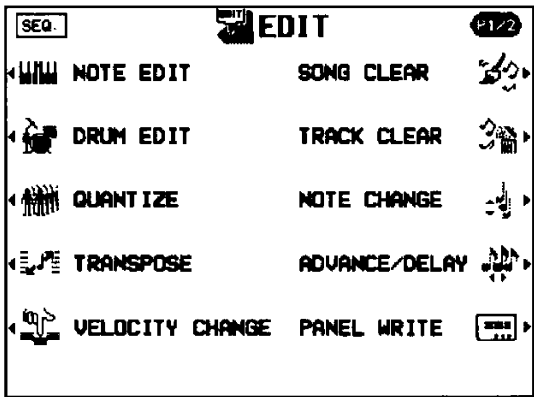 SEQ. EDIT P1/2
NOTE EDIT SONG CLEAR
DRUM EDIT TRACK CLEAR
QUANTIZE NOTE CHANGE
TRANSPOSE ADVANCE/DELAY
VELOCITY CHANGE PANEL WRITE